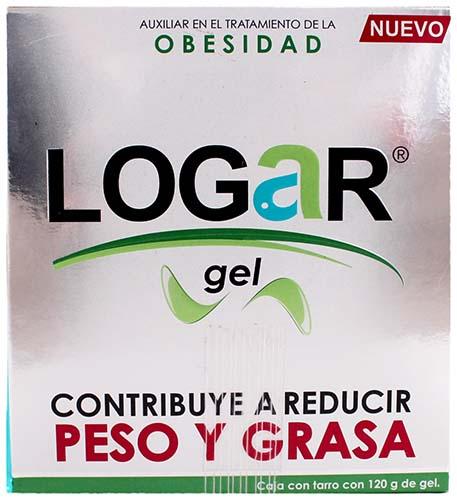 AUXILIAR EN EL TRATAMIENTO DE LA
OBESIDAD
NUEVO
LOGaR®
gel
CONTRIBUYE A REDUCIR
PESO Y GRASA
Caja con tarro con 120 g de gel.